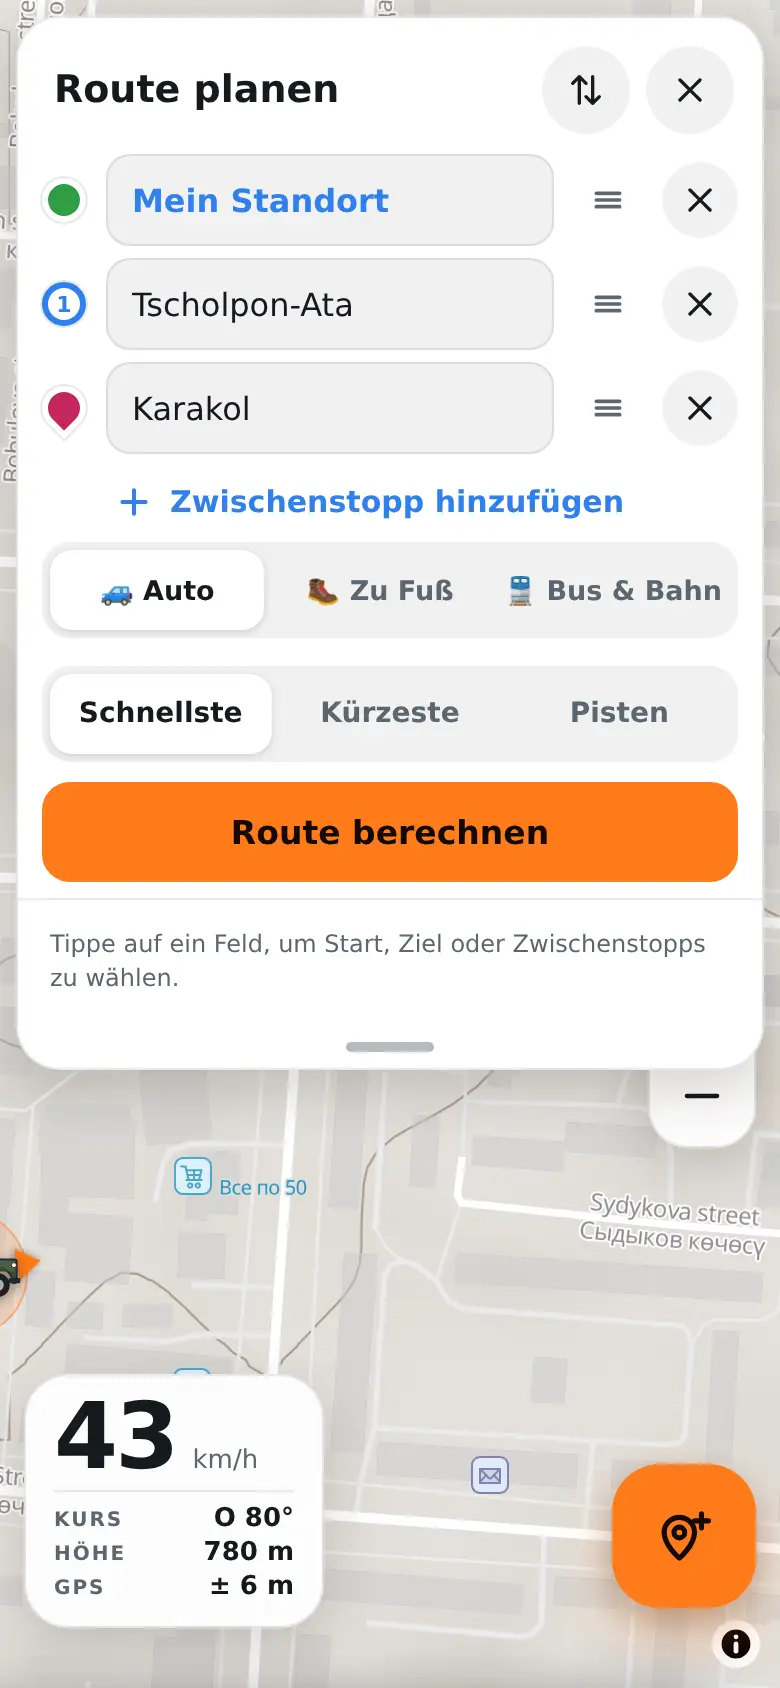 Route planen
Mein Standort
1
Tscholpon-Ata
Karakol
Zwischenstopp hinzufügen
Auto
Zu Fuß
Bus & Bahn
Schnellste
Kürzeste
Pisten
Route berechnen
Tippe auf ein Feld, um Start, Ziel oder Zwischenstopps
zu wählen.
Все по 50
Sydykova street
Сыдыков көчөсү
43 km/h
KURS O 80°
HÖHE 780 m
GPS ± 6 m